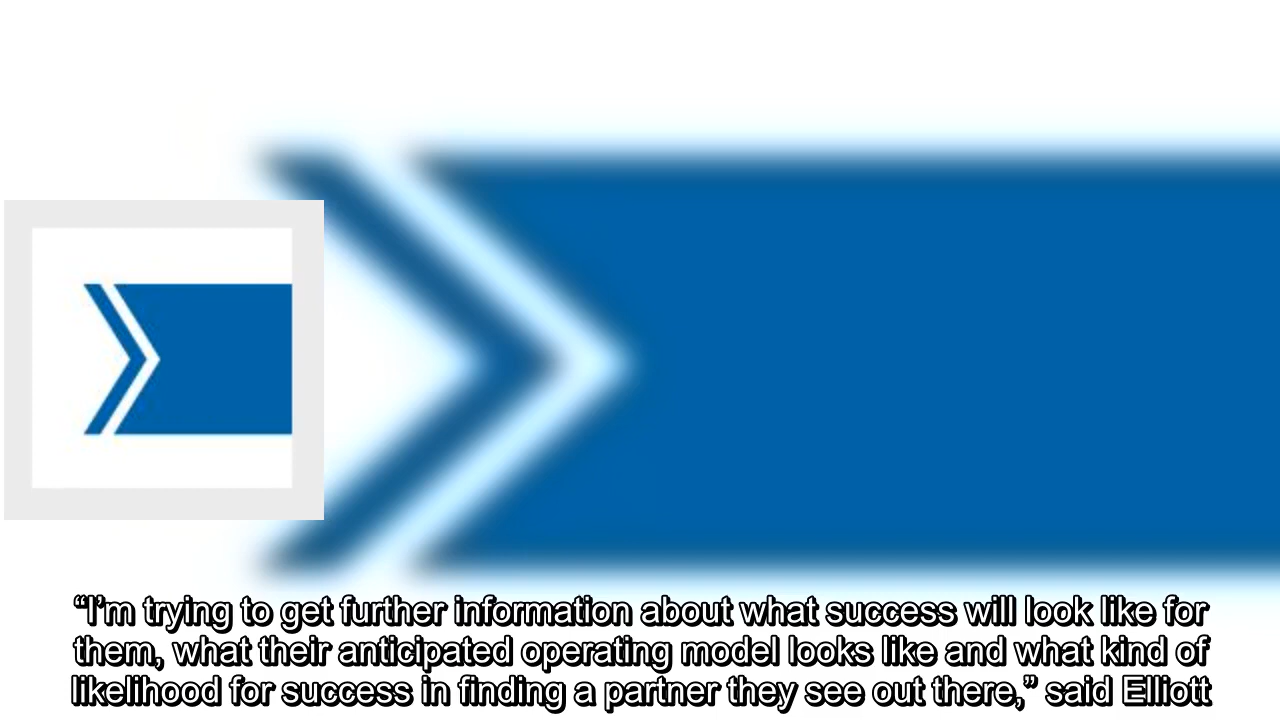 “I’m trying to get further information about what success will look like for
them, what their anticipated operating model looks like and what kind of
likelihood for success in finding a partner they see out there,” said Elliott